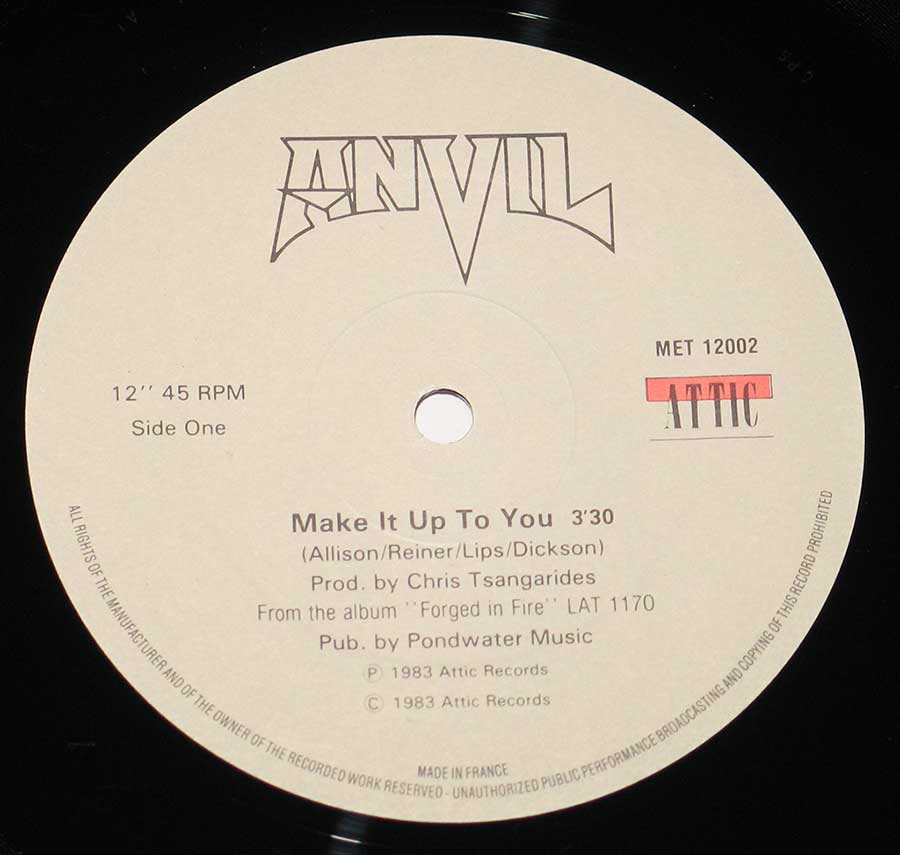 ANVIL
MET 12002
ATTIC
12" 45 RPM
Side One
Make It Up To You 3'30
(Allison/Reiner/Lips/Dickson)
Prod. by Chris Tsangarides
From the album "Forged in Fire" LAT 1170
Pub. by Pondwater Music
Ⓟ 1983 Attic Records
© 1983 Attic Records
MADE IN FRANCE
ALL RIGHTS OF THE MANUFACTURER AND OF THE OWNER OF THE RECORDED WORK RESERVED - UNAUTHORIZED PUBLIC PERFORMANCE BROADCASTING AND COPYING OF THIS RECORD PROHIBITED